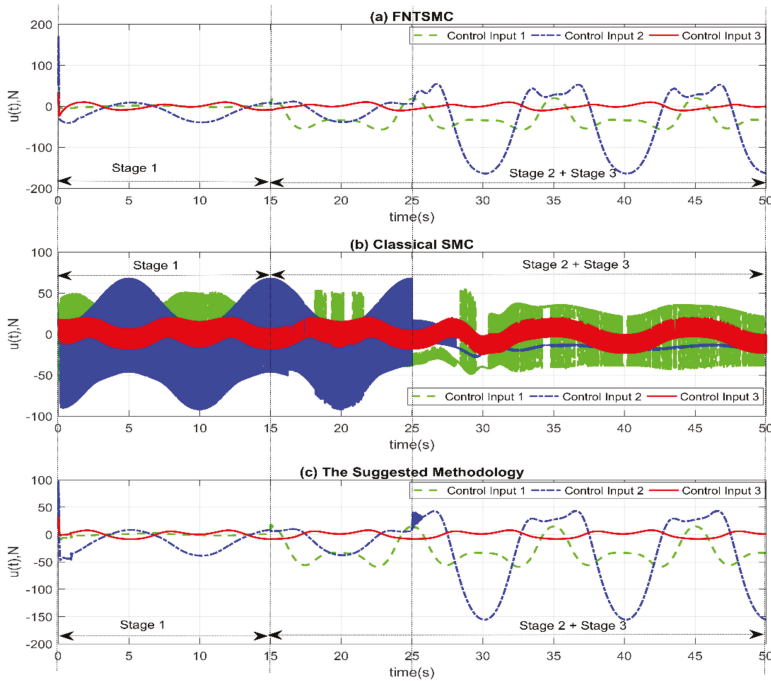 (a) FNTSMC
Control Input 1 Control Input 2 Control Input 3
200
100
0
-100
-200
u(t),N
Stage 1
Stage 2 + Stage 3
0 5 10 15 20 25 30 35 40 45 50
time(s)
(b) Classical SMC
100
50
0
-50
-100
u(t),N
Stage 1
Stage 2 + Stage 3
Control Input 1 Control Input 2 Control Input 3
0 5 10 15 20 25 30 35 40 45 50
time(s)
(c) The Suggested Methodology
Control Input 1 Control Input 2 Control Input 3
100
50
0
-50
-100
-150
-200
u(t),N
Stage 1
Stage 2 + Stage 3
0 5 10 15 20 25 30 35 40 45 50
time(s)